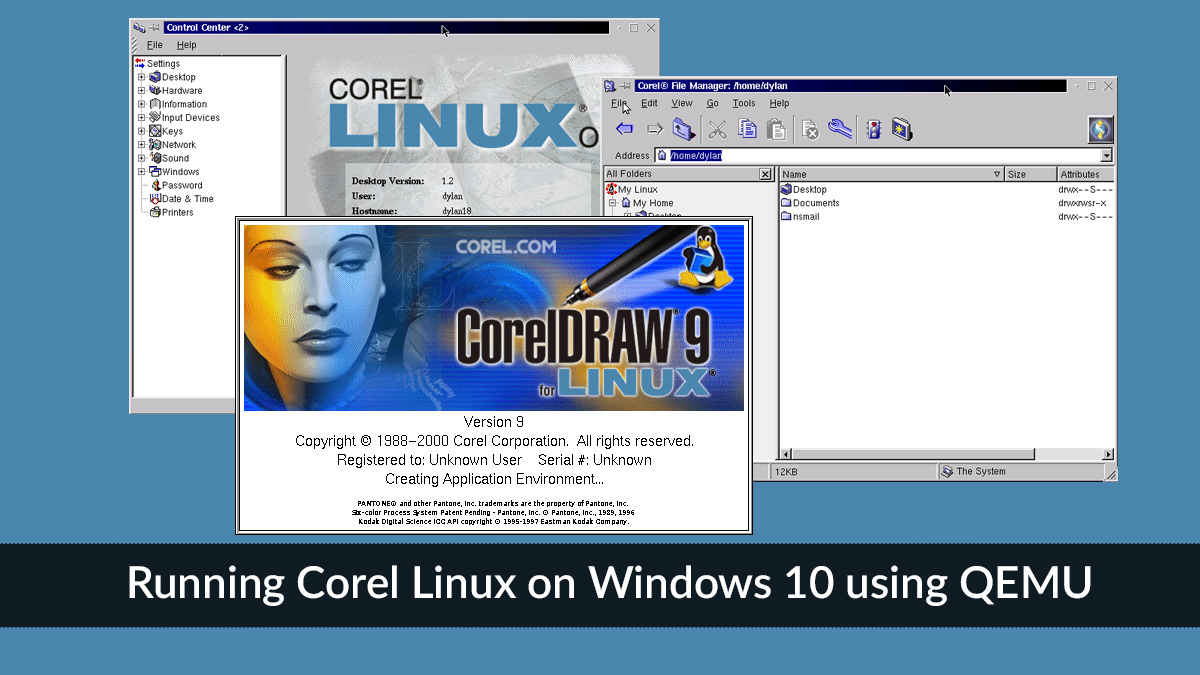 Control Center <2>
File Help
Settings
Desktop
Hardware
Information
Input Devices
Keys
Network
Sound
Windows
Password
Date & Time
Printers
COREL®
LINUX® O
Desktop Version: 1.2
User: dylan
Hostname: dylan18
Corel® File Manager: /home/dylan
File Edit View Go Tools Help
Address /home/dylan
All Folders
My Linux
My Home
Desktop
Name Size Attributes
Desktop drwx--S---
Documents drwxrwsr-x
nsmail drwx--S---
12KB The System
COREL.COM
CorelDRAW® 9
for LINUX®
Version 9
Copyright © 1988-2000 Corel Corporation. All rights reserved.
Registered to: Unknown User Serial #: Unknown
Creating Application Environment...
PANTONE® and other Pantone, Inc. trademarks are the property of Pantone, Inc.
Six-color Process System Patent Pending - Pantone, Inc. © Pantone, Inc., 1989, 1996
Kodak Digital Science ICC API copyright © 1995-1997 Eastman Kodak Company.
Running Corel Linux on Windows 10 using QEMU